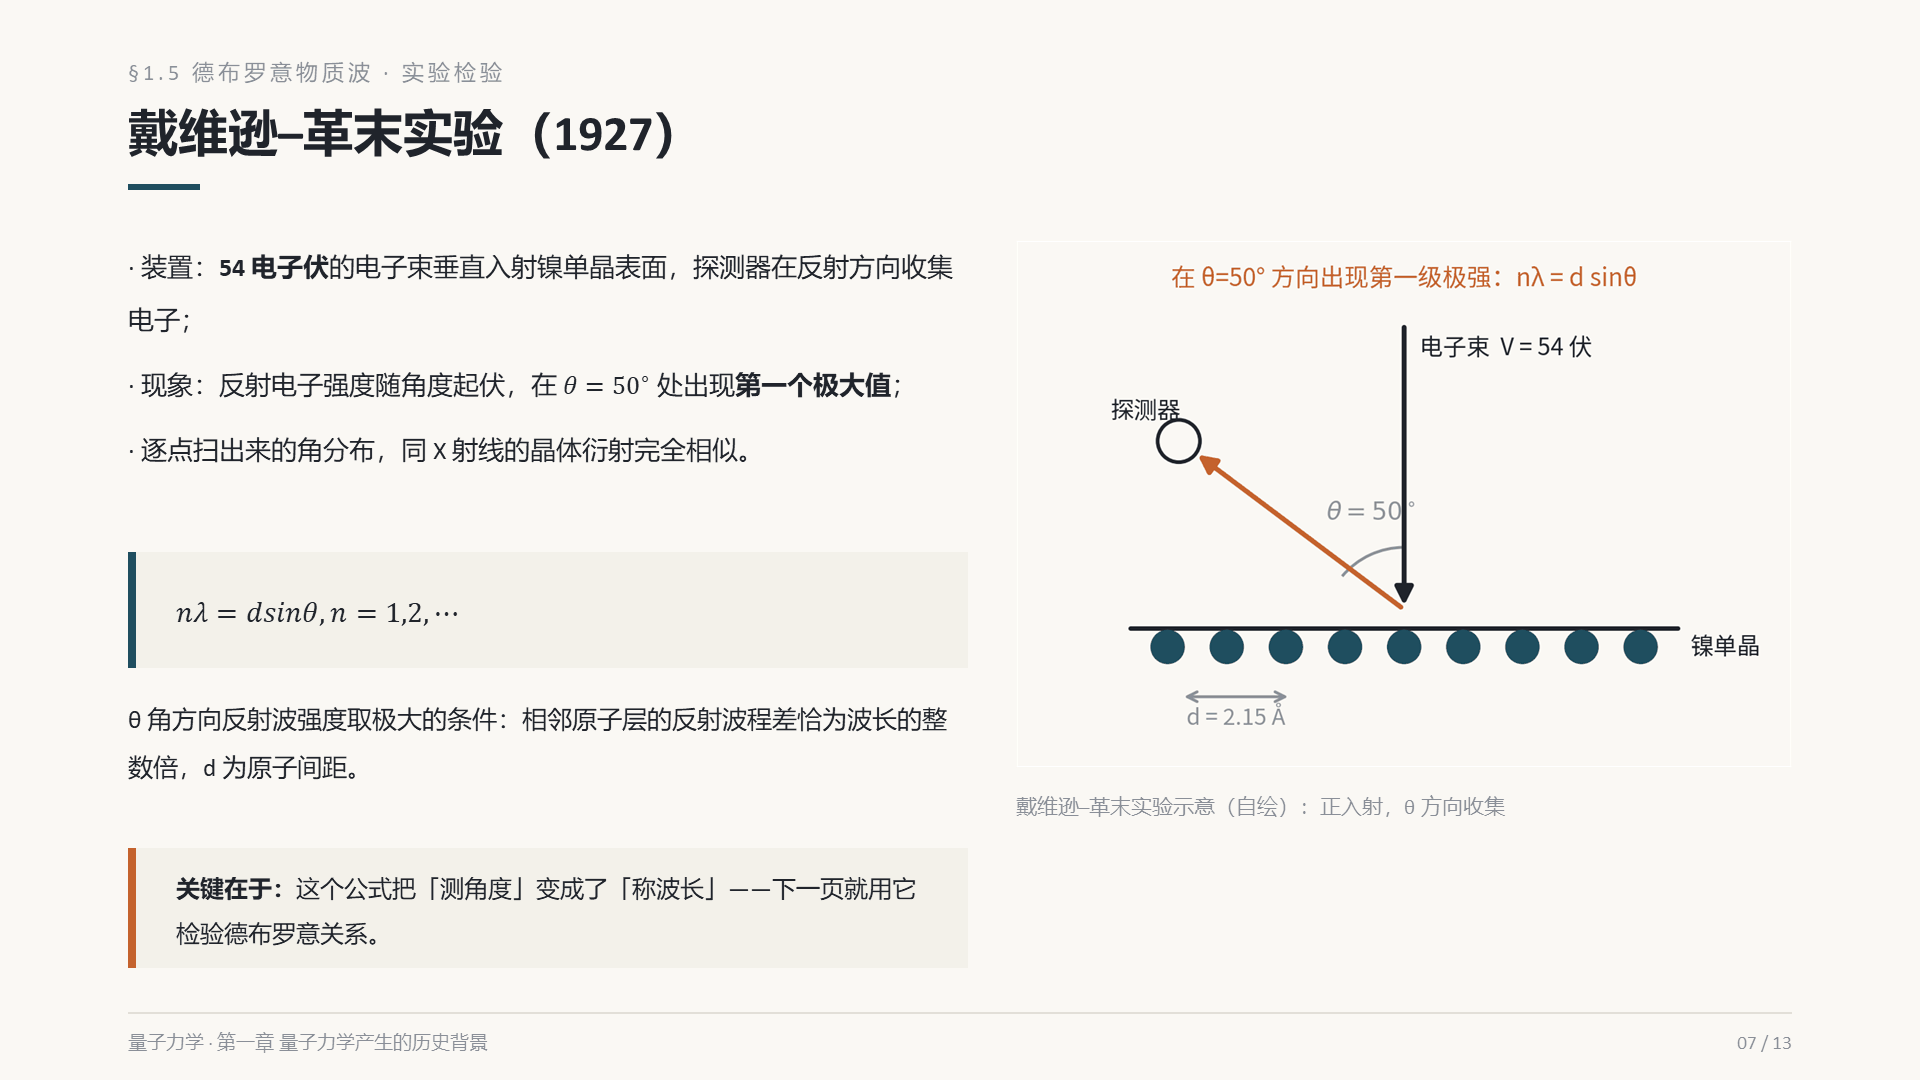 §1.5 德布罗意物质波 · 实验检验
戴维逊–革末实验（1927）
· 装置：54 电子伏的电子束垂直入射镍单晶表面，探测器在反射方向收集
电子；
· 现象：反射电子强度随角度起伏，在 θ = 50° 处出现第一个极大值；
· 逐点扫出来的角分布，同 X 射线的晶体衍射完全相似。
nλ = dsinθ, n = 1,2,⋯
θ 角方向反射波强度取极大的条件：相邻原子层的反射波程差恰为波长的整
数倍，d 为原子间距。
关键在于：这个公式把「测角度」变成了「称波长」——下一页就用它
检验德布罗意关系。
在 θ=50° 方向出现第一级极强：nλ = d sinθ
电子束 V = 54 伏
探测器
θ = 50°
镍单晶
d = 2.15 Å
戴维逊–革末实验示意（自绘）：正入射，θ 方向收集
量子力学 · 第一章 量子力学产生的历史背景
07 / 13